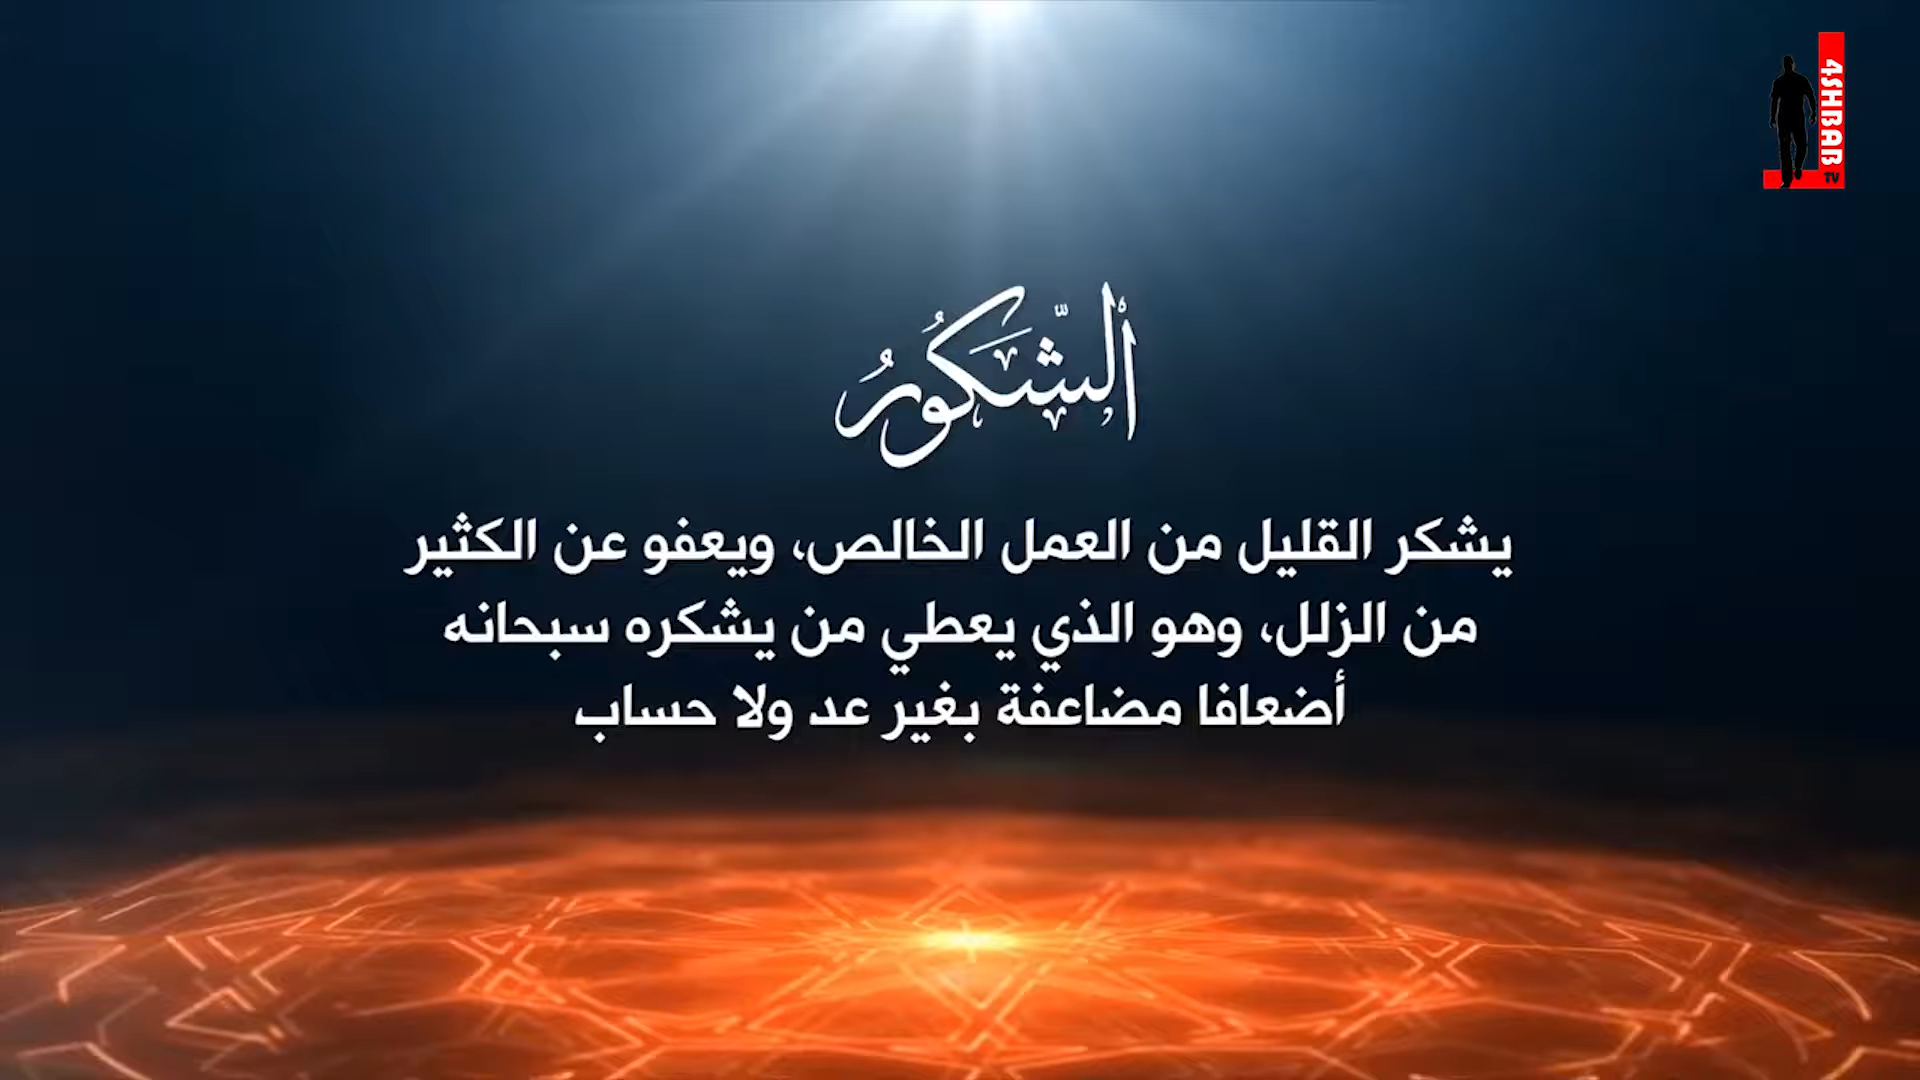 4SHBAB
TV
الشَّكُورُ
يشكر القليل من العمل الخالص، ويعفو عن الكثير
من الزلل، وهو الذي يعطي من يشكره سبحانه
أضعافا مضاعفة بغير عد ولا حساب